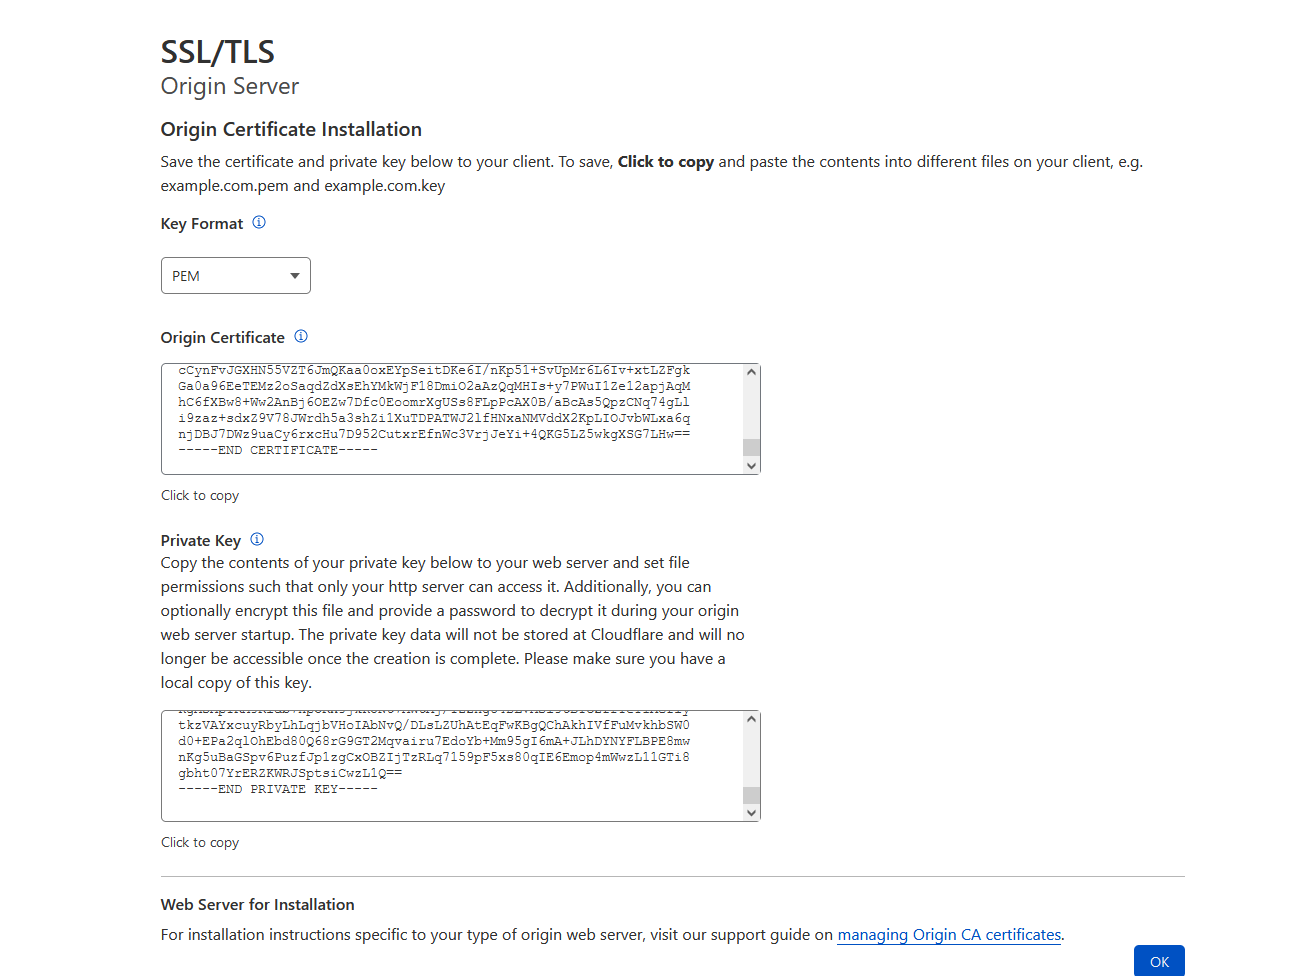 SSL/TLS
Origin Server
Origin Certificate Installation
Save the certificate and private key below to your client. To save, Click to copy and paste the contents into different files on your client, e.g.
example.com.pem and example.com.key
Key Format
PEM
Origin Certificate
cCynFvJGXHN55VZT6JmQKaa0oxEYpSeitDKe6I/nKp51+SvUpMr6L6Iv+xtLZFgk
Ga0a96EeTEMz2oSaqdZdXsEhYMkWjF18DmiO2aAzQqMHIs+y7PWuI1Ze12apjAqM
hC6fXBw8+Ww2AnBj6OEZw7Dfc0EoomrXgUSs8FLpPcAX0B/aBcAs5QpzCNq74gLl
i9zaz+sdxZ9V78JWrdh5a3shZi1XuTDPATWJ2lfHNxaNMVddX2KpLIOJvbWLxa6q
njDBJ7DWz9uaCy6rxcHu7D952CutxrEfnWc3VrjJeYi+4QKG5LZ5wkgXSG7LHw==
-----END CERTIFICATE-----
Click to copy
Private Key
Copy the contents of your private key below to your web server and set file
permissions such that only your http server can access it. Additionally, you can
optionally encrypt this file and provide a password to decrypt it during your origin
web server startup. The private key data will not be stored at Cloudflare and will no
longer be accessible once the creation is complete. Please make sure you have a
local copy of this key.
tkzVAYxcuyRbyLhLqjbVHoIAbNvQ/DLsLZUhAtEqFwKBgQChAkhIVfFuMvkhbSW0
d0+EPa2qlOhEbd80Q68rG9GT2Mqvairu7EdoYb+Mm95gI6mA+JLhDYNYFLBPE8mw
nKg5uBaGSpv6PuzfJp1zgCxOBZIjTzRLq7159pF5xs80qIE6Emop4mWwzL11GTi8
gbht07YrERZKWRJSptsiCwzL1Q==
-----END PRIVATE KEY-----
Click to copy
Web Server for Installation
For installation instructions specific to your type of origin web server, visit our support guide on managing Origin CA certificates.
OK